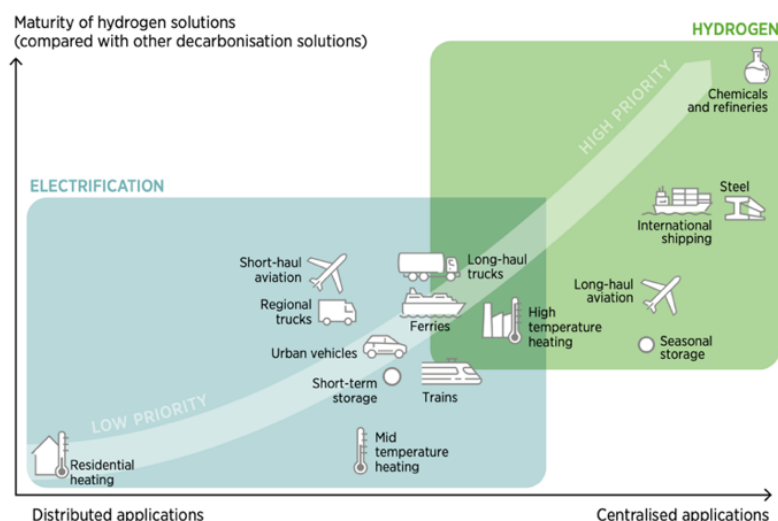 Maturity of hydrogen solutions
(compared with other decarbonisation solutions)
HYDROGEN
Chemicals
and refineries
HIGH PRIORITY
ELECTRIFICATION
Steel
International
shipping
Short-haul
aviation
Long-haul
trucks
Long-haul
aviation
Regional
trucks
Ferries
High
temperature
heating
Urban vehicles
Seasonal
storage
Short-term
storage
Trains
LOW PRIORITY
Mid
temperature
heating
Residential
heating
Distributed applications
Centralised applications